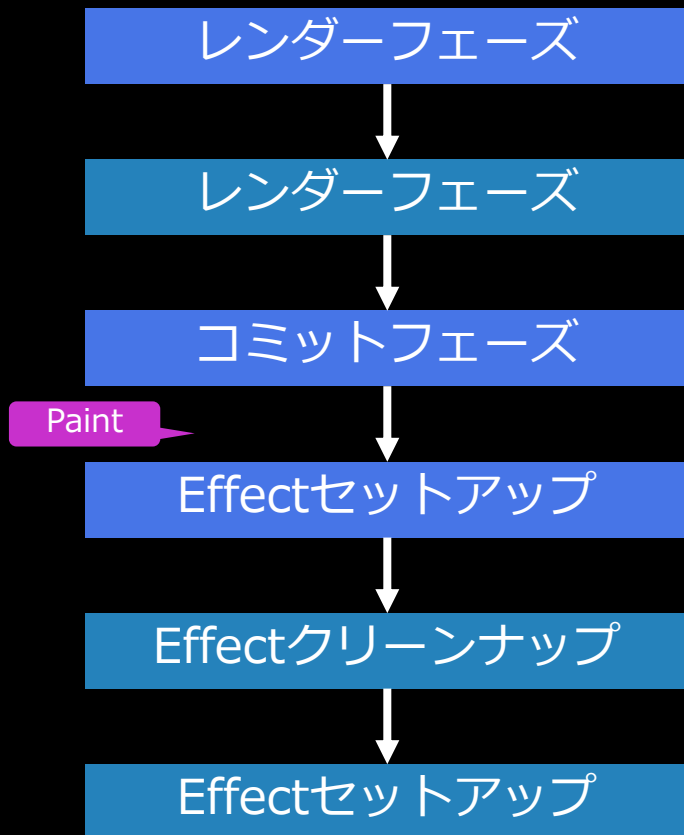 レンダーフェーズ
レンダーフェーズ
コミットフェーズ
Paint
Effectセットアップ
Effectクリーンナップ
Effectセットアップ